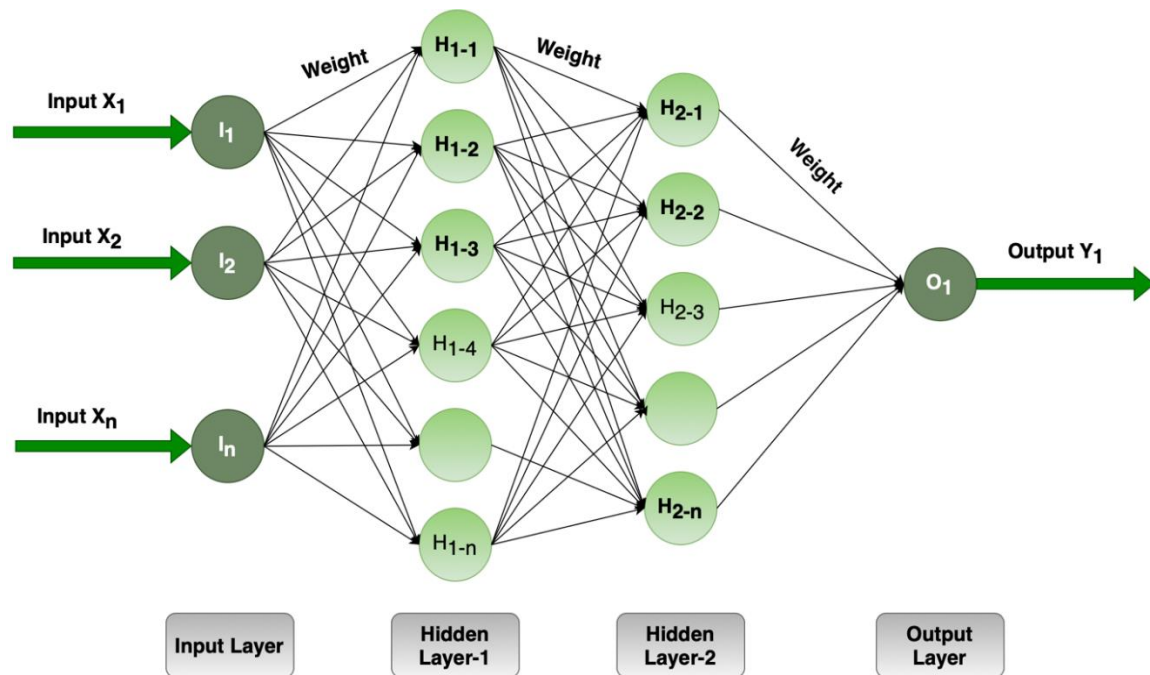 Input X₁
I₁
Input X₂
I₂
Input Xₙ
Iₙ
Weight
H₁₋₁
H₁₋₂
H₁₋₃
H₁₋₄
H₁₋ₙ
Weight
H₂₋₁
H₂₋₂
H₂₋₃
H₂₋ₙ
Weight
O₁
Output Y₁
Input Layer
Hidden
Layer-1
Hidden
Layer-2
Output
Layer